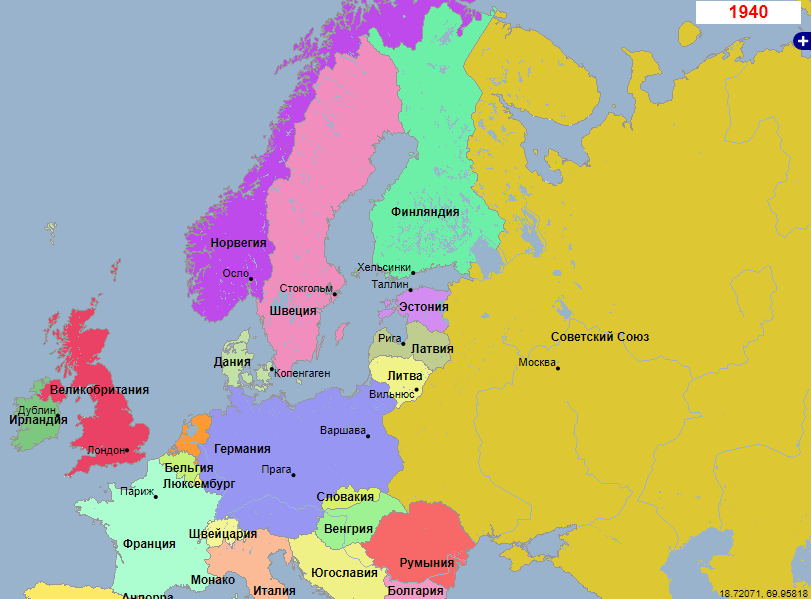 1940
+
Финляндия
Норвегия
Хельсинки
Осло
Таллин
Стокгольм
Эстония
Швеция
Советский Союз
Рига
Латвия
Дания
Москва
Копенгаген
Литва
Великобритания
Вильнюс
Дублин
Ирландия
Варшава
Лондон
Германия
Бельгия
Прага
Люксембург
Париж
Словакия
Венгрия
Швейцария
Франция
Румыния
Югославия
Монако
Италия
Болгария
Андорра
18.72071, 69.95818